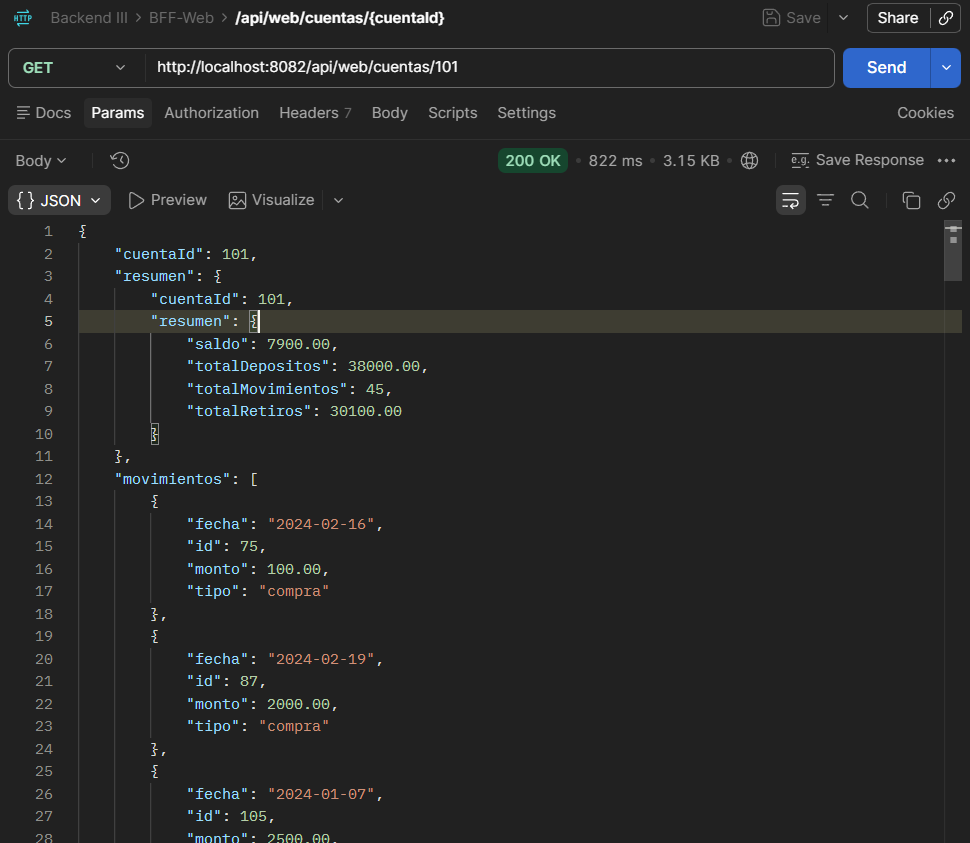 HTTP Backend III > BFF-Web > /api/web/cuentas/{cuentaId} Save Share
GET http://localhost:8082/api/web/cuentas/101 Send
Docs Params Authorization Headers 7 Body Scripts Settings Cookies
Body 200 OK • 822 ms • 3.15 KB • e.g. Save Response
{} JSON Preview Visualize
1 {
2 "cuentaId": 101,
3 "resumen": {
4 "cuentaId": 101,
5 "resumen": {
6 "saldo": 7900.00,
7 "totalDepositos": 38000.00,
8 "totalMovimientos": 45,
9 "totalRetiros": 30100.00
10 }
11 },
12 "movimientos": [
13 {
14 "fecha": "2024-02-16",
15 "id": 75,
16 "monto": 100.00,
17 "tipo": "compra"
18 },
19 {
20 "fecha": "2024-02-19",
21 "id": 87,
22 "monto": 2000.00,
23 "tipo": "compra"
24 },
25 {
26 "fecha": "2024-01-07",
27 "id": 105,
28 "monto": 2500.00,